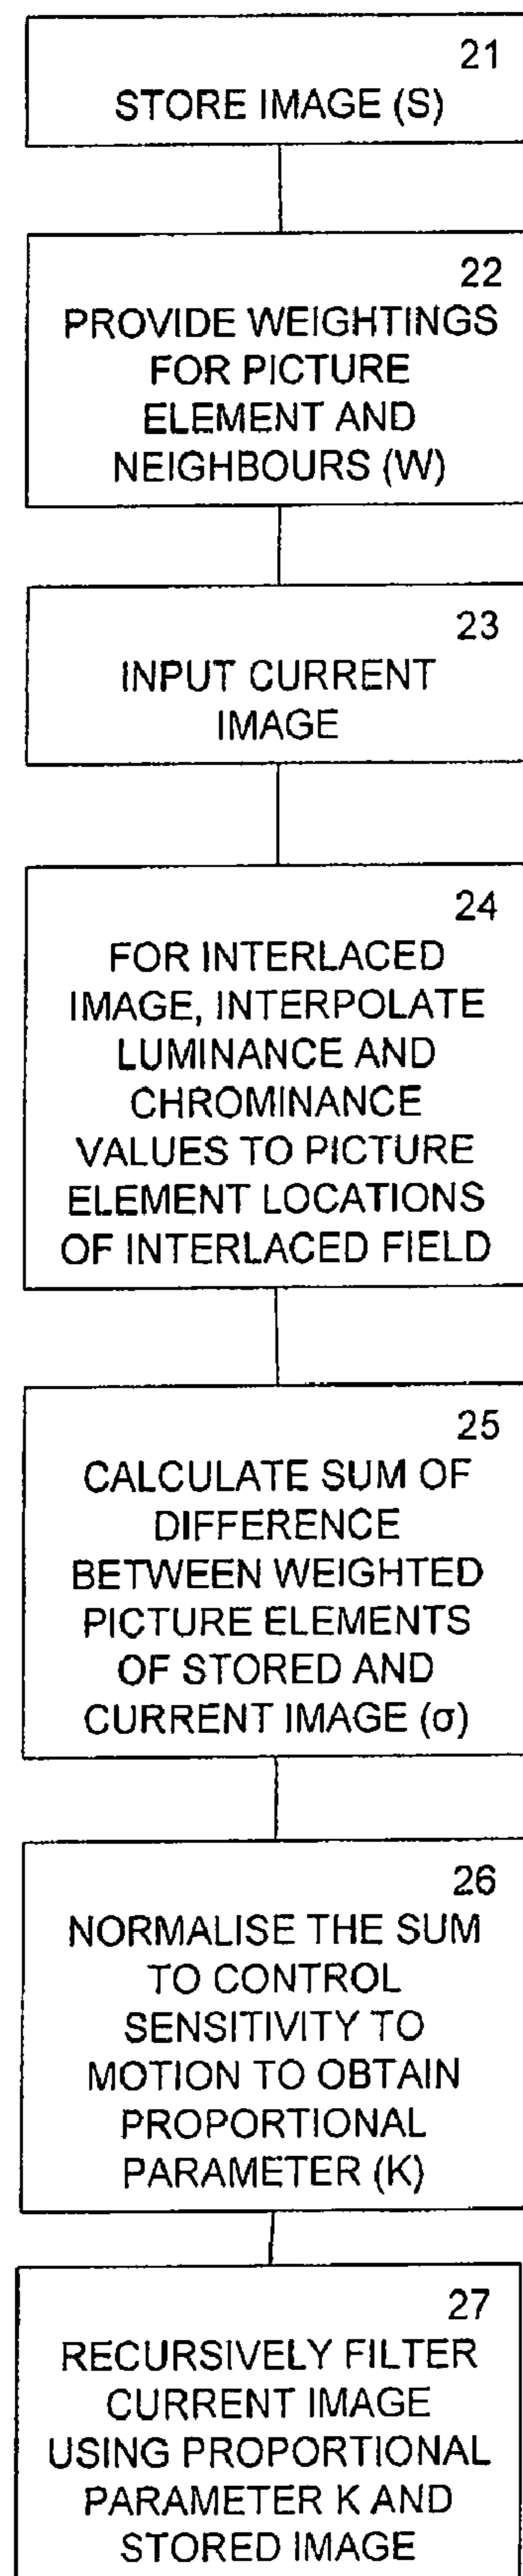 21
STORE IMAGE (S)
22
PROVIDE WEIGHTINGS
FOR PICTURE
ELEMENT AND
NEIGHBOURS (W)
23
INPUT CURRENT
IMAGE
24
FOR INTERLACED
IMAGE, INTERPOLATE
LUMINANCE AND
CHROMINANCE
VALUES TO PICTURE
ELEMENT LOCATIONS
OF INTERLACED FIELD
25
CALCULATE SUM OF
DIFFERENCE
BETWEEN WEIGHTED
PICTURE ELEMENTS
OF STORED AND
CURRENT IMAGE (σ)
26
NORMALISE THE SUM
TO CONTROL
SENSITIVITY TO
MOTION TO OBTAIN
PROPORTIONAL
PARAMETER (K)
27
RECURSIVELY FILTER
CURRENT IMAGE
USING PROPORTIONAL
PARAMETER K AND
STORED IMAGE